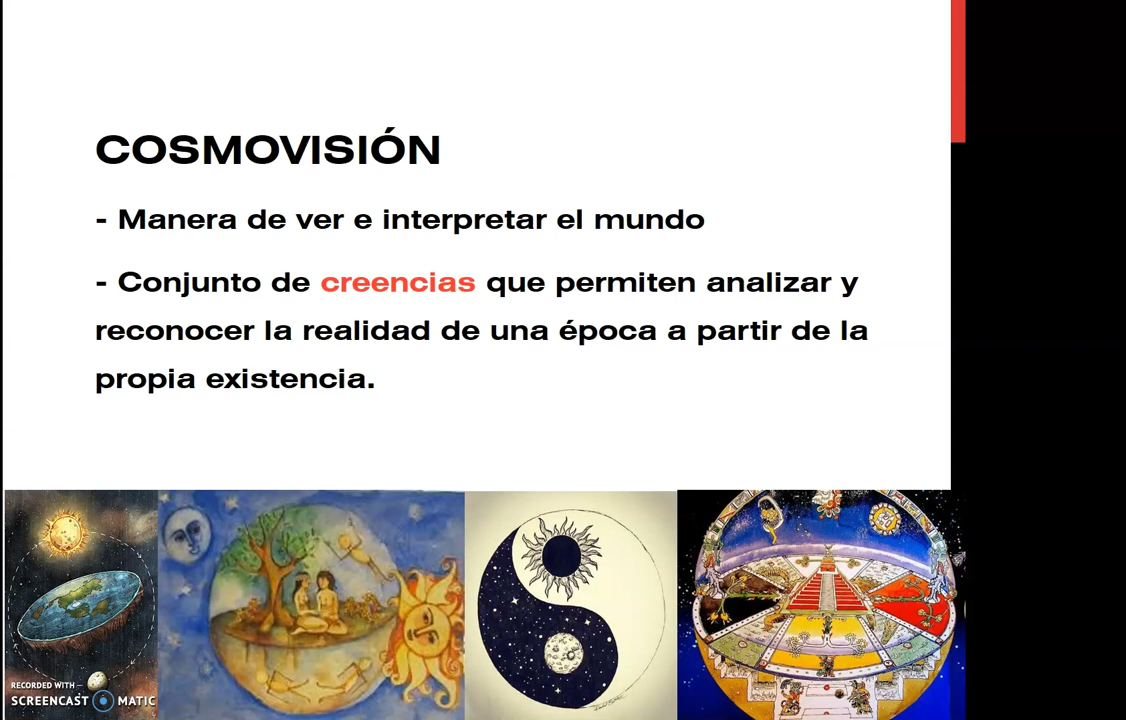 COSMOVISIÓN
- Manera de ver e interpretar el mundo
- Conjunto de creencias que permiten analizar y
reconocer la realidad de una época a partir de la
propia existencia.
RECORDED WITH
SCREENCAST MATIC